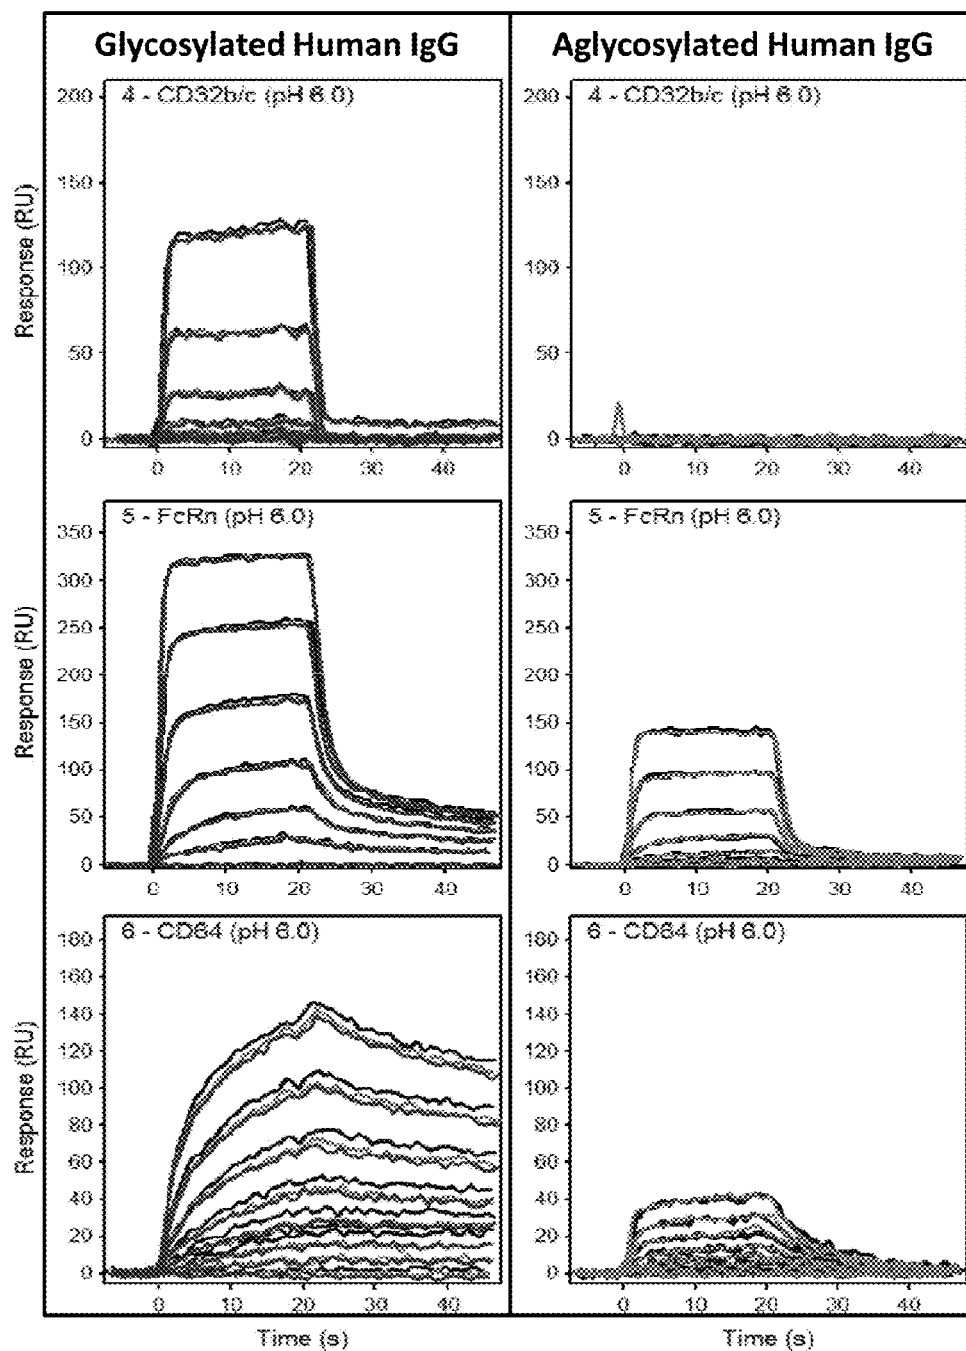 Glycosylated Human IgG
Aglycosylated Human IgG
4 - CD32b/c (pH 6.0)
200
150
100
50
0
0 10 20 30 40
Response (RU)
4 - CD32b/c (pH 6.0)
200
150
100
50
0
0 10 20 30 40
5 - FcRn (pH 6.0)
350
300
250
200
150
100
50
0
0 10 20 30 40
Response (RU)
5 - FcRn (pH 6.0)
350
300
250
200
150
100
50
0
0 10 20 30 40
6 - CD64 (pH 6.0)
180
160
140
120
100
80
60
40
20
0
0 10 20 30 40
Response (RU)
Time (s)
6 - CD64 (pH 6.0)
180
160
140
120
100
80
60
40
20
0
0 10 20 30 40
Time (s)